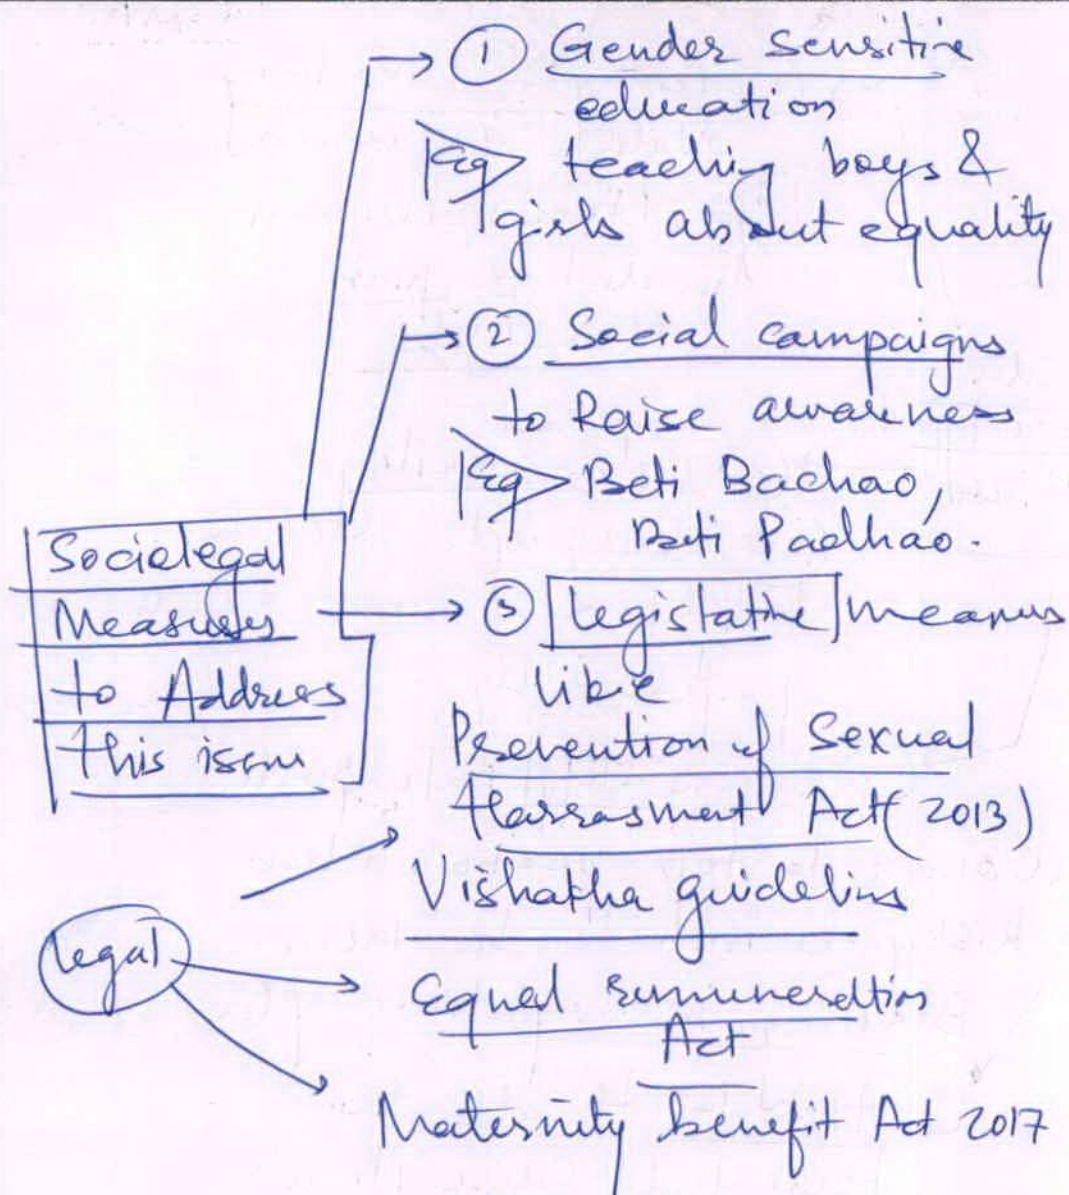 ① Gender sensitive
education
Eg teaching boys &
girls about equality
② Social campaigns
to Raise awareness
Eg Beti Bachao,
Beti Padhao.
Socielegal
Measures
to Address
this issue
③ legislative means
like
Prevention of Sexual
Harrasment Act (2013)
Vishakha guidelins
legal
Equal remuneration
Act
Maternity benefit Act 2017